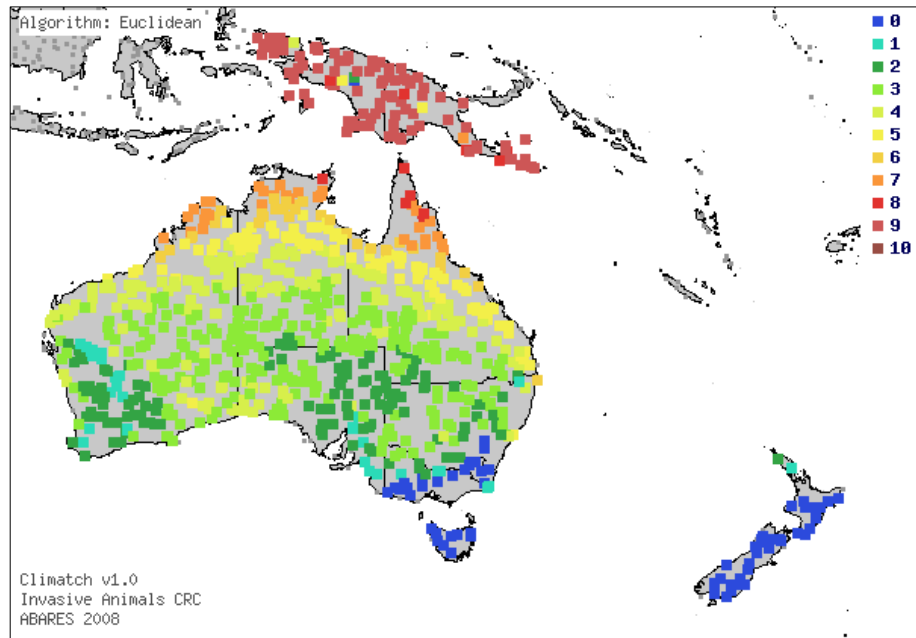 Algorithm: Euclidean
0
1
2
3
4
5
6
7
8
9
10
Climatch v1.0
Invasive Animals CRC
ABARES 2008